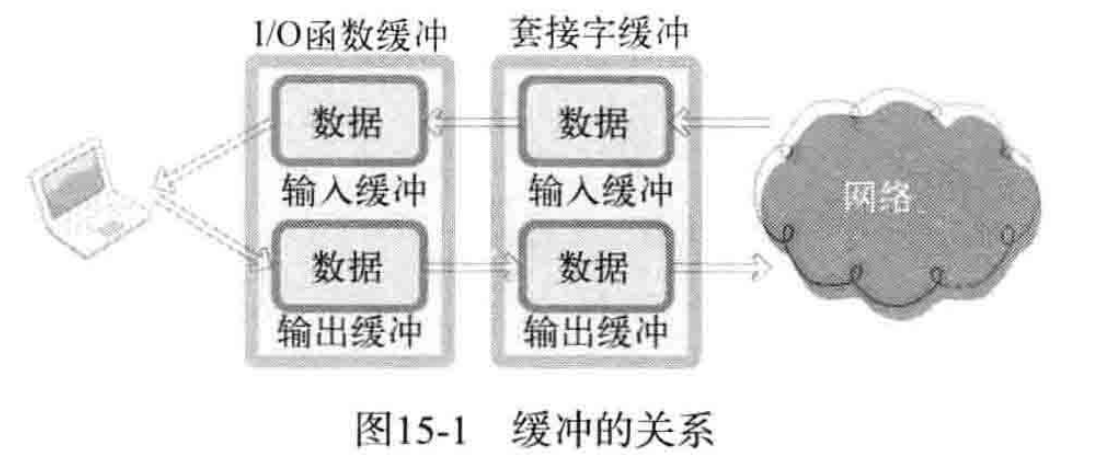 I/O函数缓冲 套接字缓冲
数据 数据
输入缓冲 输入缓冲
网络
数据 数据
输出缓冲 输出缓冲
图15-1 缓冲的关系